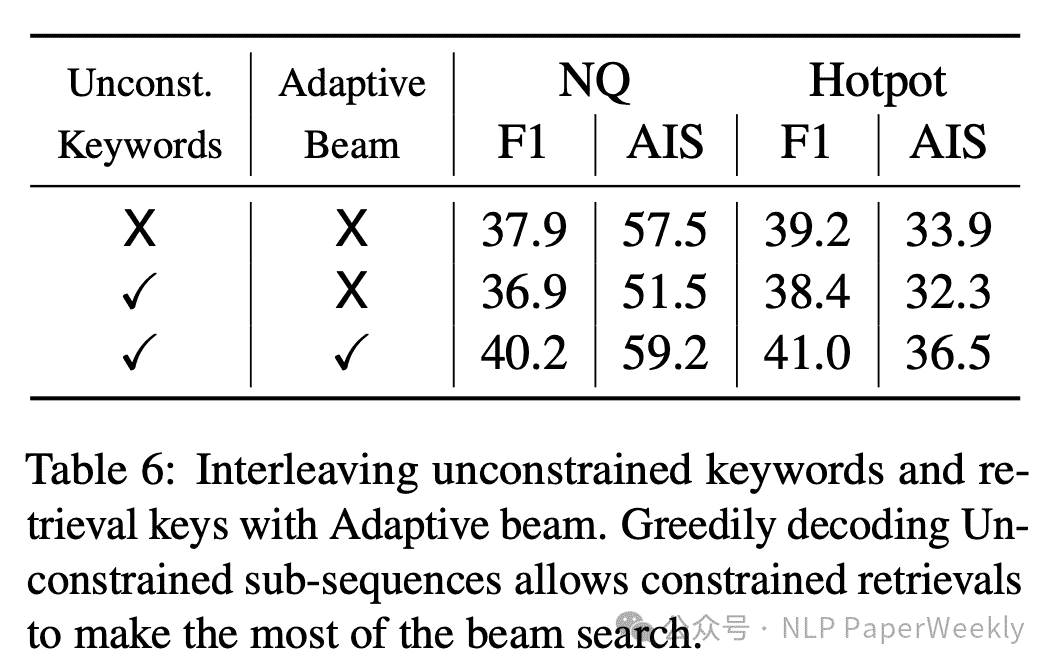 Unconst. Adaptive NQ Hotpot
Keywords Beam F1 AIS F1 AIS
X X 37.9 57.5 39.2 33.9
✓ X 36.9 51.5 38.4 32.3
✓ ✓ 40.2 59.2 41.0 36.5
Table 6: Interleaving unconstrained keywords and re-
trieval keys with Adaptive beam. Greedily decoding Un-
constrained sub-sequences allows constrained retrievals
to make the most of the beam search.
公众号 · NLP PaperWeekly